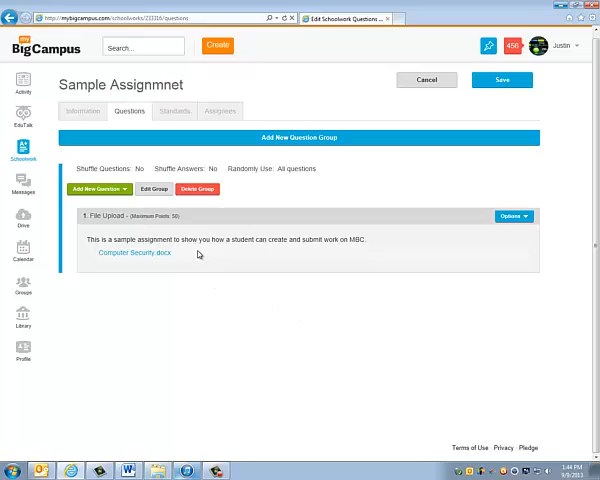 http://mybigcampus.com/schoolworks/233316/questions
Edit Schoolwork Questions ...
my
BigCampus
Search...
Create
456
Justin
Activity
EduTalk
Schoolwork
Messages
Drive
Calendar
Groups
Library
Profile
Sample Assignmnet
Cancel
Save
Information
Questions
Standards
Assignees
Add New Question Group
Shuffle Questions: No
Shuffle Answers: No
Randomly Use: All questions
Add New Question
Edit Group
Delete Group
1. File Upload - (Maximum Points: 50)
Options
This is a sample assignment to show you how a student can create and submit work on MBC.
Computer Security.docx
Terms of Use
Privacy
Pledge
1:44 PM
9/9/2013